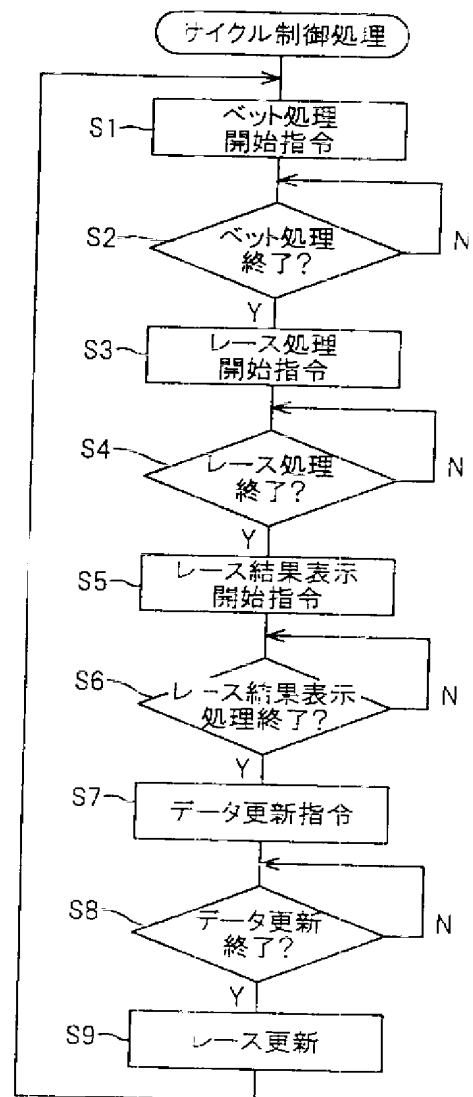 サイクル制御処理
S1
ベット処理
開始指令
S2
ベット処理
終了?
N
Y
S3
レース処理
開始指令
S4
レース処理
終了?
N
Y
S5
レース結果表示
開始指令
S6
レース結果表示
処理終了?
N
Y
S7
データ更新指令
S8
データ更新
終了?
N
Y
S9
レース更新